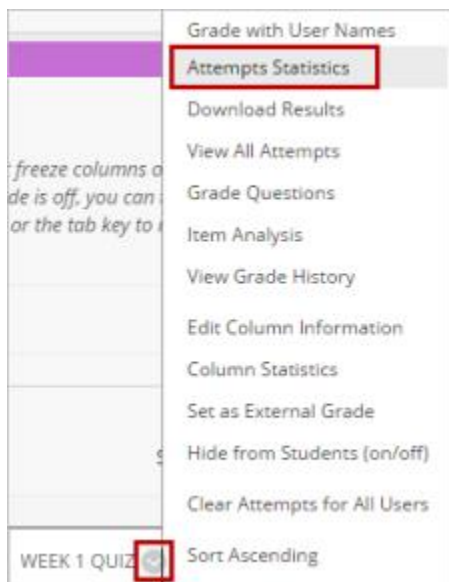 Grade with User Names
Attempts Statistics
Download Results
View All Attempts
freeze columns
de is off, you can
or the tab key to
Grade Questions
Item Analysis
View Grade History
Edit Column Information
Column Statistics
Set as External Grade
Hide from Students (on/off)
Clear Attempts for All Users
WEEK 1 QUIZ
Sort Ascending